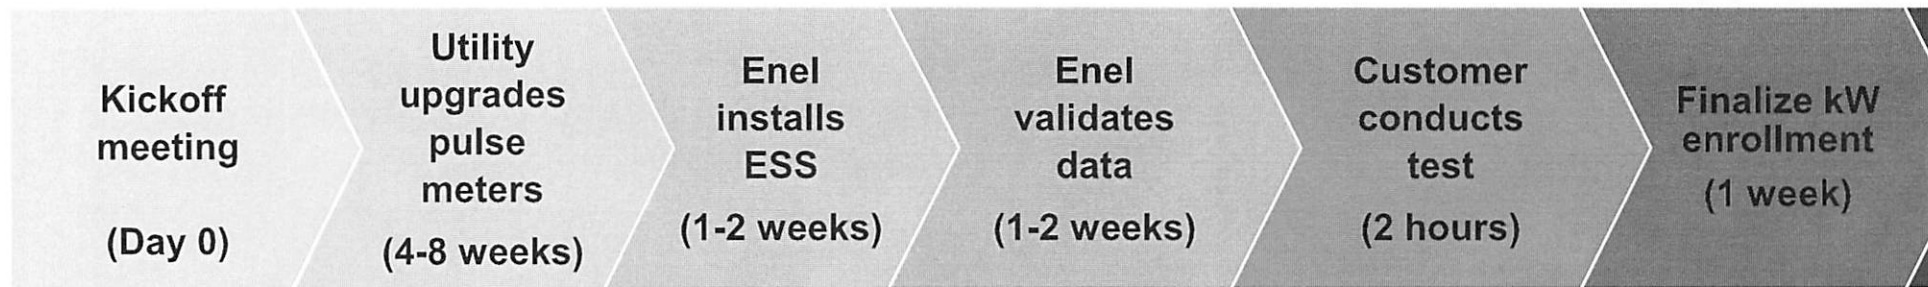 Kickoff
meeting
(Day 0)
Utility
upgrades
pulse
meters
(4-8 weeks)
Enel
installs
ESS
(1-2 weeks)
Enel
validates
data
(1-2 weeks)
Customer
conducts
test
(2 hours)
Finalize kW
enrollment
(1 week)